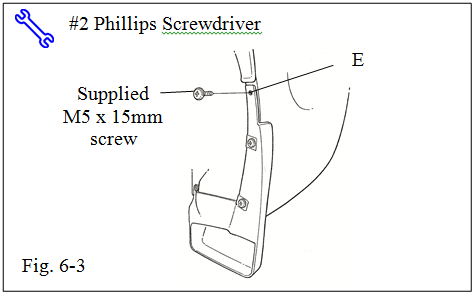 #2 Phillips Screwdriver
E
Supplied
M5 x 15mm
screw
Fig. 6-3